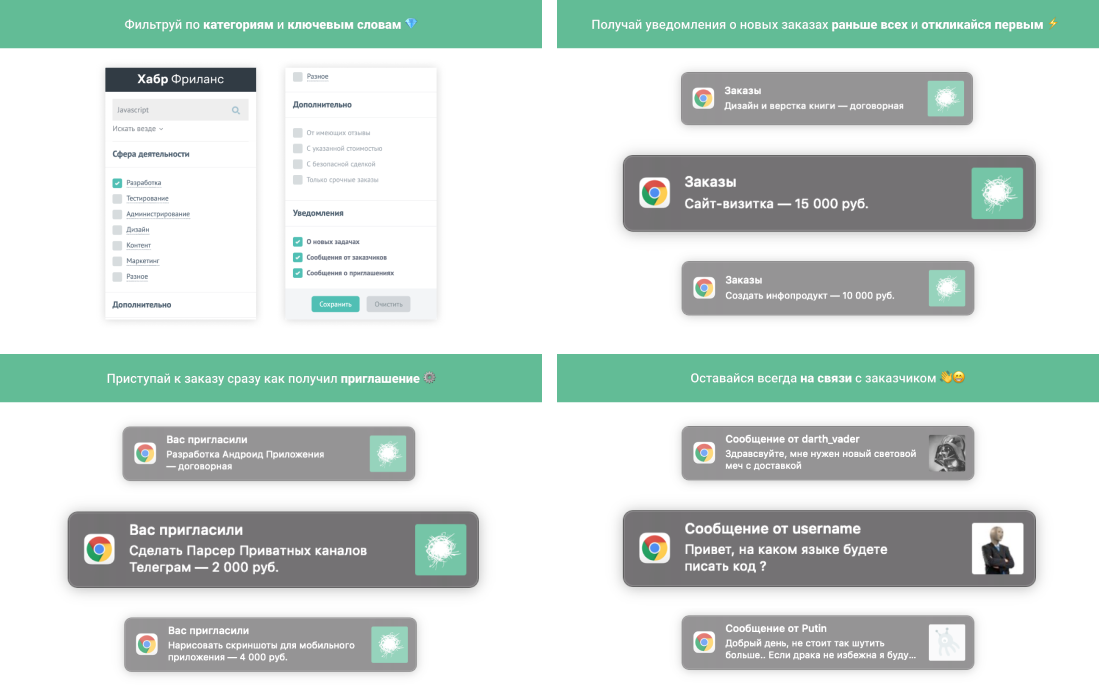 Фильтруй по категориям и ключевым словам 💎
Хабр Фриланс
Javascript
Искать везде
Сфера деятельности
Разработка
Тестирование
Администрирование
Дизайн
Контент
Маркетинг
Разное
Дополнительно
Разное
Дополнительно
От имеющих отзывы
С указанной стоимостью
С безопасной сделкой
Только срочные заказы
Уведомления
О новых задачах
Сообщения от заказчиков
Сообщения о приглашениях
Сохранить
Очистить
Получай уведомления о новых заказах раньше всех и откликайся первым ⚡
Заказы
Дизайн и верстка книги — договорная
Заказы
Сайт-визитка — 15 000 руб.
Заказы
Создать инфопродукт — 10 000 руб.
Приступай к заказу сразу как получил приглашение ⚙️
Вас пригласили
Разработка Андроид Приложения
— договорная
Вас пригласили
Сделать Парсер Приватных каналов
Телеграм — 2 000 руб.
Вас пригласили
Нарисовать скриншоты для мобильного
приложения — 4 000 руб.
Оставайся всегда на связи с заказчиком 👋😁
Сообщение от darth_vader
Здравсвуйте, мне нужен новый световой
меч с доставкой
Сообщение от username
Привет, на каком языке будете
писать код ?
Сообщение от Putin
Добрый день, не стоит так шутить
больше.. Если драка не избежна я буду...